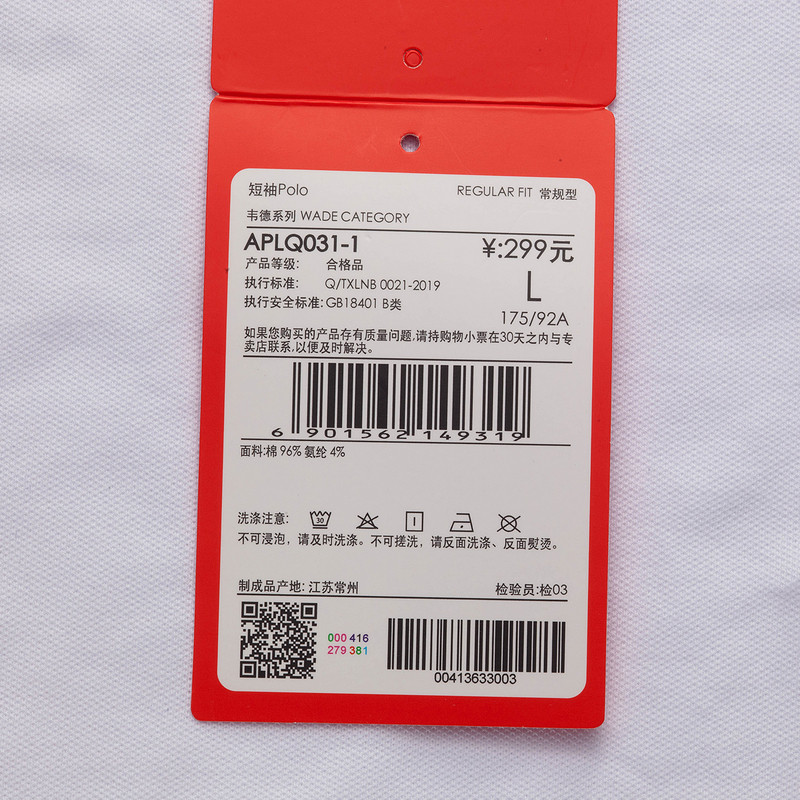 短袖Polo
REGULAR FIT 常规型
韦德系列 WADE CATEGORY
APLQ031-1
¥:299元
产品等级: 合格品
执行标准: Q/TXLNB 0021-2019
L
执行安全标准:GB18401 B类
175/92A
如果您购买的产品存有质量问题,请持购物小票在30天之内与专
卖店联系,以便及时解决。
6 901562 149319
面料:棉 96% 氨纶 4%
洗涤注意: 30
不可浸泡，请及时洗涤。不可搓洗，请反面洗涤、反面熨烫。
制成品产地: 江苏常州
检验员:检03
000 416
279 381
00413633003